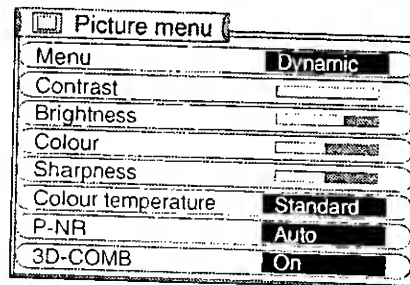 Picture menu
Menu Dynamic
Contrast
Brightness
Colour
Sharpness
Colour temperature Standard
P-NR Auto
3D-COMB On